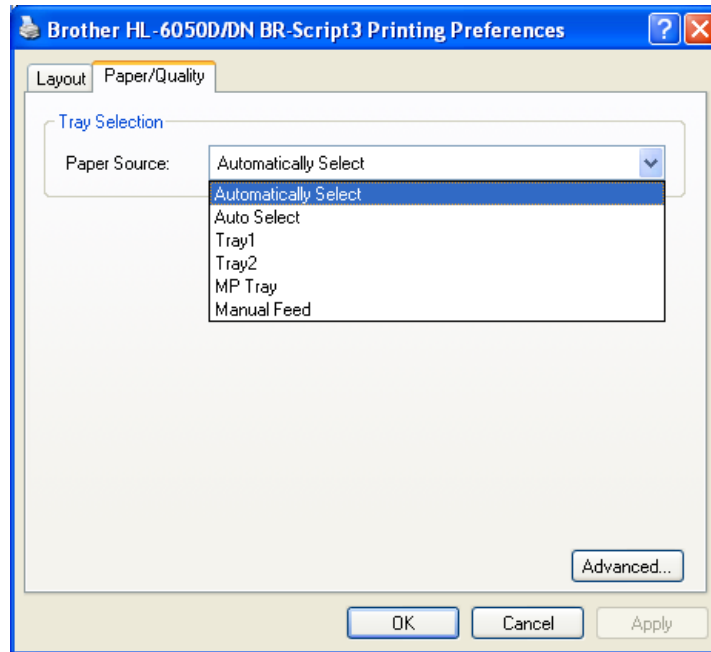 Brother HL-6050D/DN BR-Script3 Printing Preferences
Layout Paper/Quality
Tray Selection
Paper Source: Automatically Select
Automatically Select
Auto Select
Tray1
Tray2
MP Tray
Manual Feed
Advanced...
OK Cancel Apply